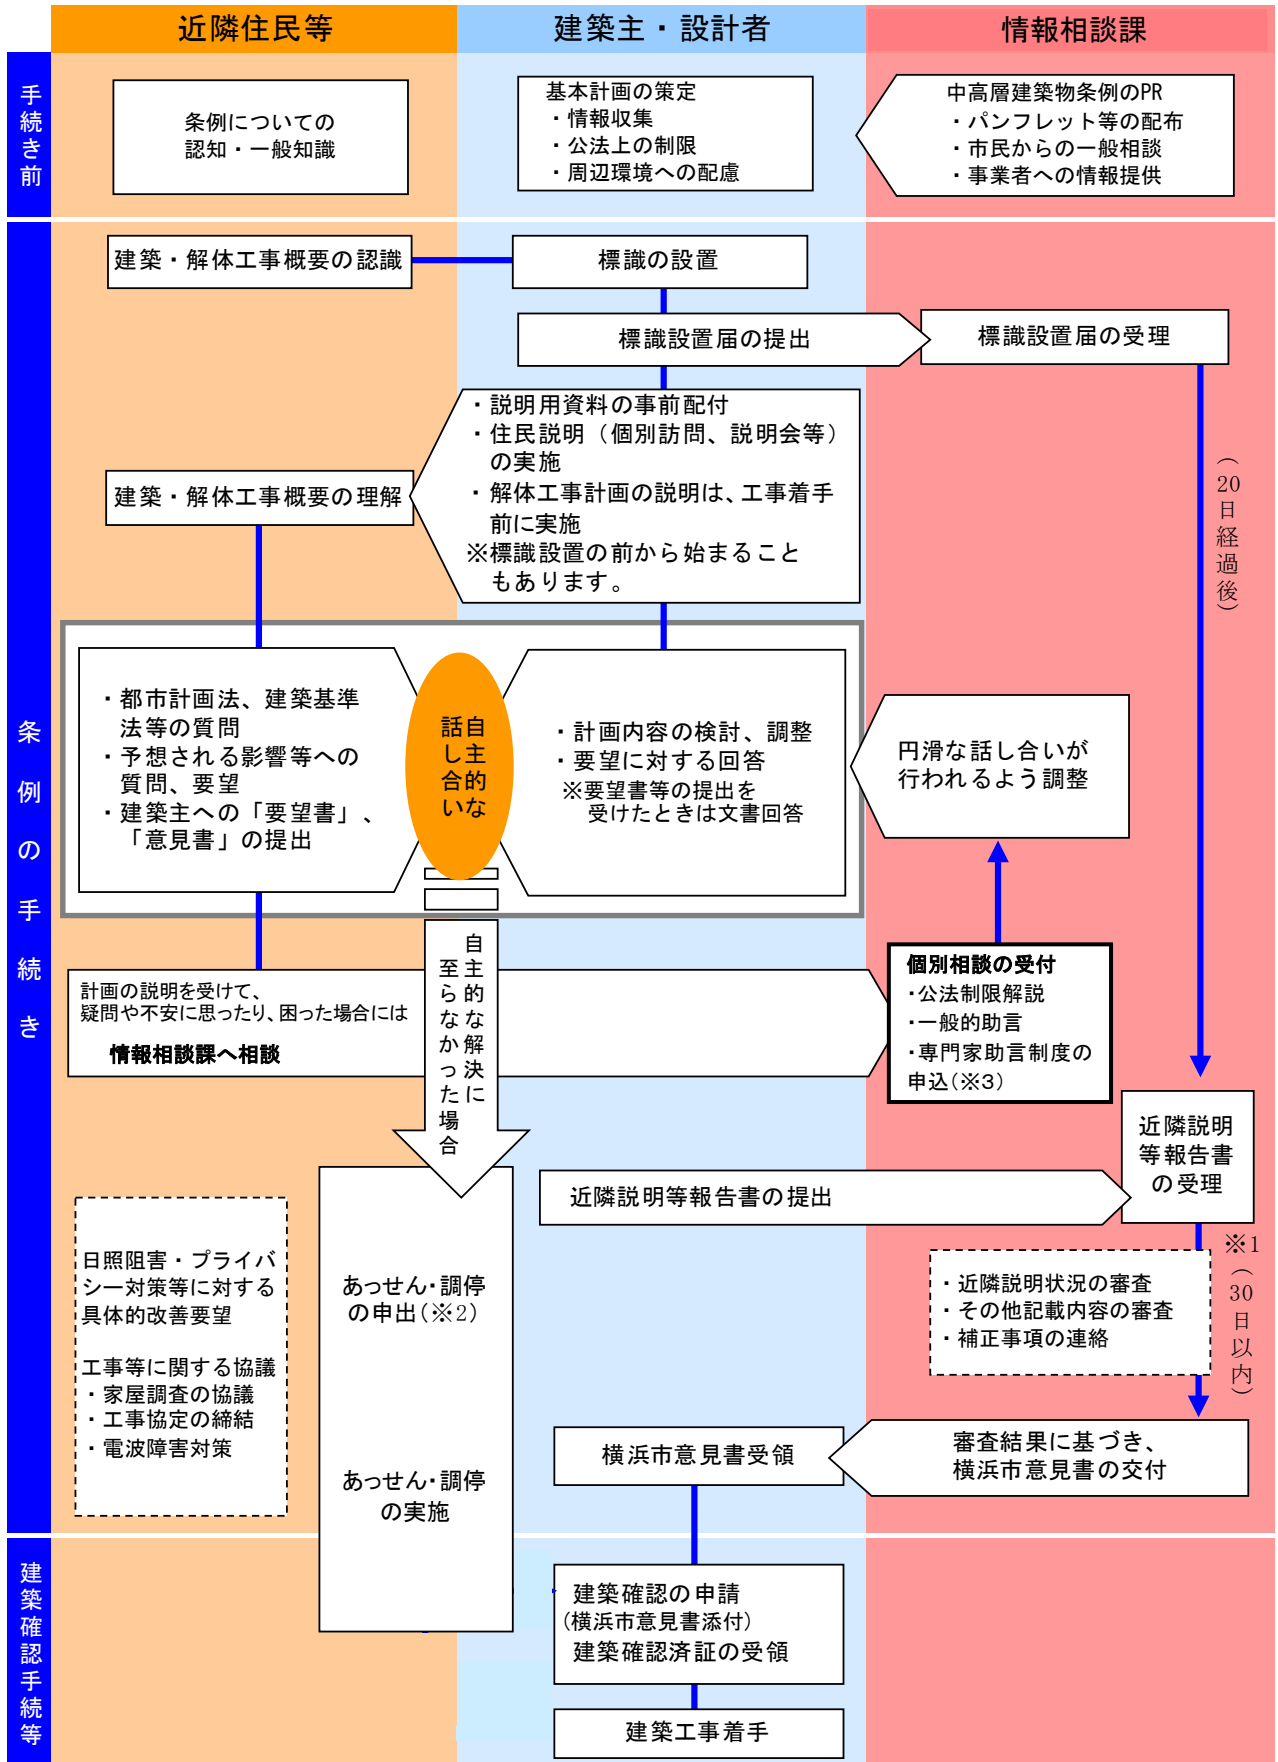 近隣住民等
建築主・設計者
情報相談課
手続き前
条例についての
認知・一般知識
基本計画の策定
・情報収集
・公法上の制限
・周辺環境への配慮
中高層建築物条例のPR
・パンフレット等の配布
・市民からの一般相談
・事業者への情報提供
条例の手続き
建築・解体工事概要の認識
標識の設置
標識設置届の提出
標識設置届の受理
・説明用資料の事前配付
・住民説明（個別訪問、説明会等）
の実施
・解体工事計画の説明は、工事着手
前に実施
※標識設置の前から始まること
もあります。
建築・解体工事概要の理解
（20日経過後）
・都市計画法、建築基準
法等の質問
・予想される影響等への
質問、要望
・建築主への「要望書」、
「意見書」の提出
自主的な
話し合い
・計画内容の検討、調整
・要望に対する回答
※要望書等の提出を
受けたときは文書回答
円滑な話し合いが
行われるよう調整
自主的な解決に
至らなかった場合
計画の説明を受けて、
疑問や不安に思ったり、困った場合には
情報相談課へ相談
個別相談の受付
・公法制限解説
・一般的助言
・専門家助言制度の
申込(※3)
近隣説明
等報告書
の受理
近隣説明等報告書の提出
※1
（30日以内）
・近隣説明状況の審査
・その他記載内容の審査
・補正事項の連絡
日照阻害・プライバ
シー対策等に対する
具体的改善要望
工事等に関する協議
・家屋調査の協議
・工事協定の締結
・電波障害対策
あっせん・調停
の申出(※2)
あっせん・調停
の実施
横浜市意見書受領
審査結果に基づき、
横浜市意見書の交付
建築確認手続等
建築確認の申請
(横浜市意見書添付)
建築確認済証の受領
建築工事着手